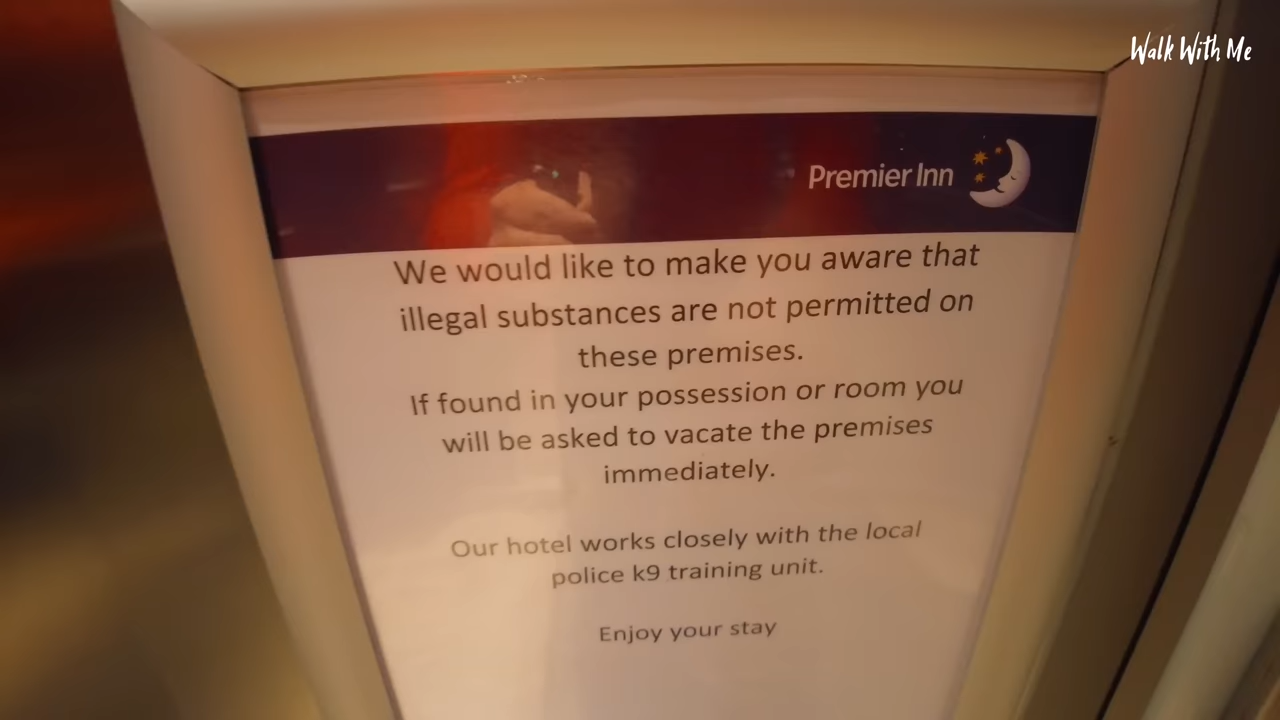 Walk With Me
Premier Inn
We would like to make you aware that
illegal substances are not permitted on
these premises.
If found in your possession or room you
will be asked to vacate the premises
immediately.
Our hotel works closely with the local
police k9 training unit.
Enjoy your stay